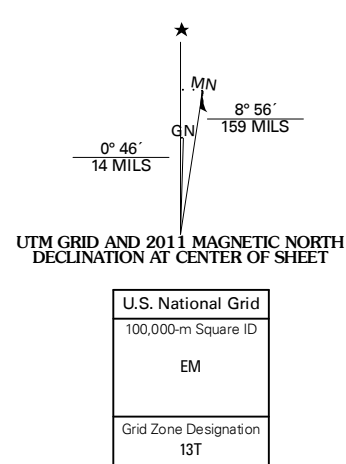 ★
MN
8° 56´
159 MILS
GN
0° 46´
14 MILS
UTM GRID AND 2011 MAGNETIC NORTH
DECLINATION AT CENTER OF SHEET
U.S. National Grid
100,000-m Square ID
EM
Grid Zone Designation
13T